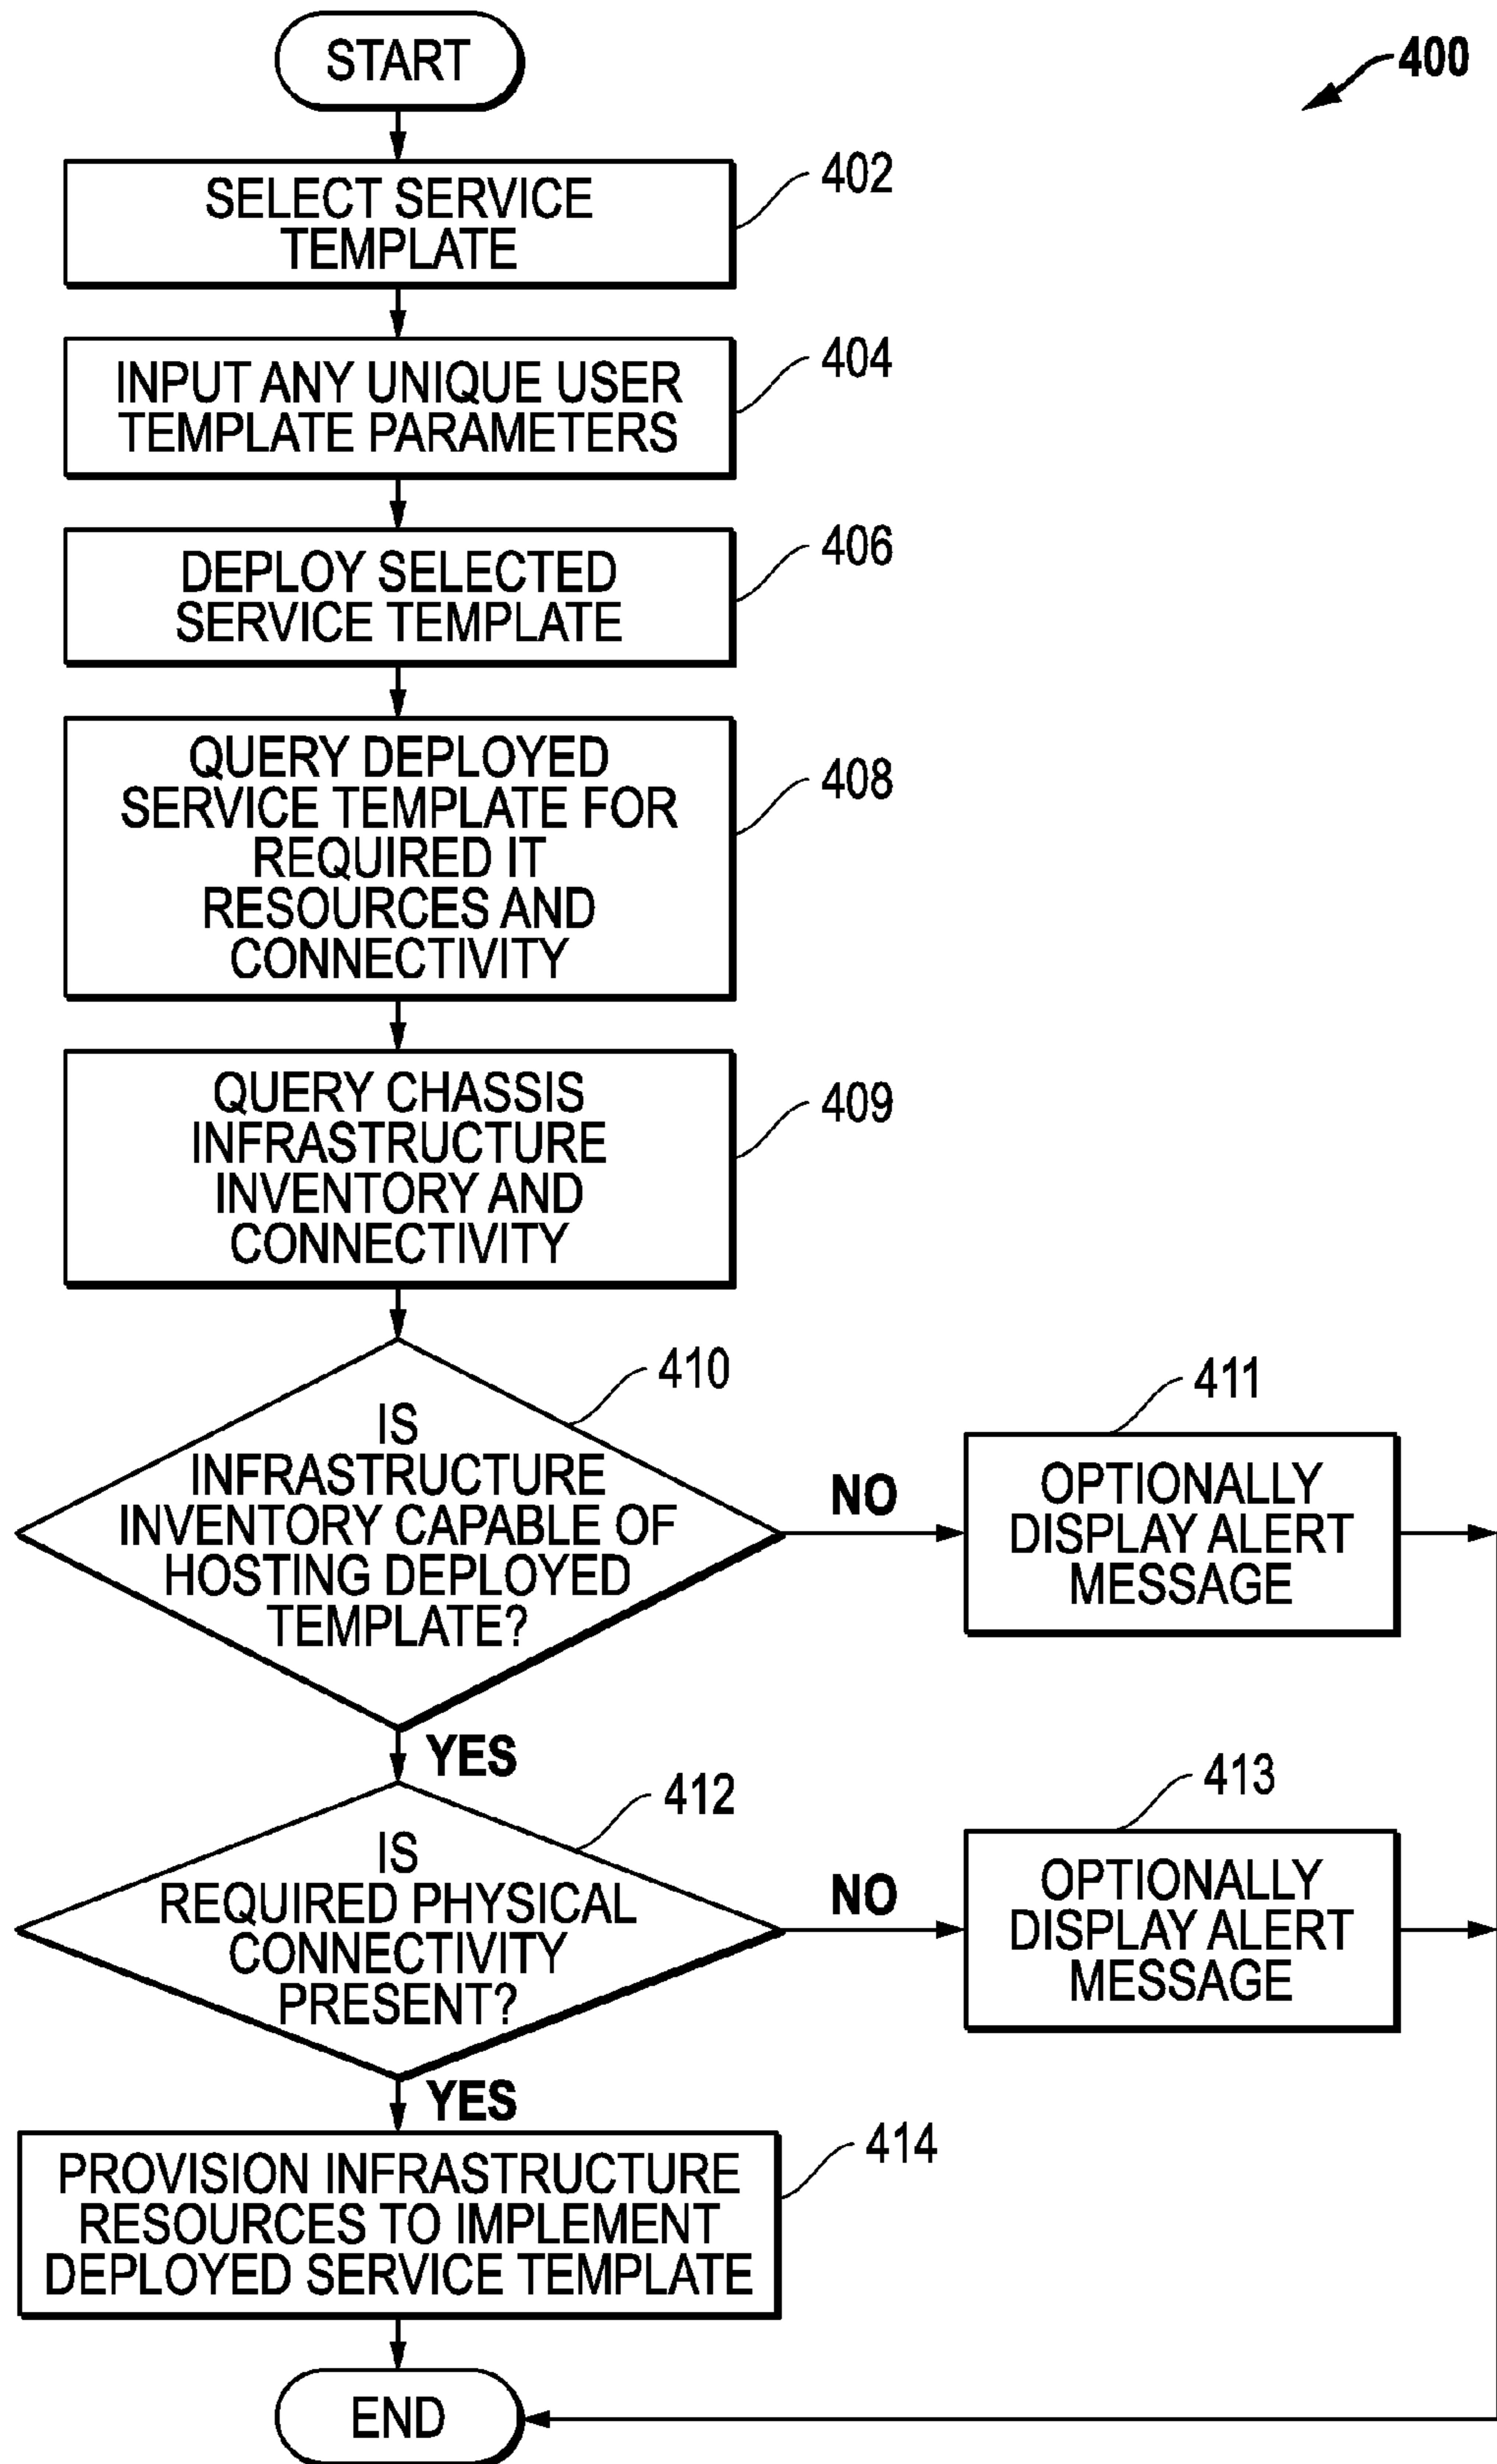 START
400
SELECT SERVICE
TEMPLATE
402
INPUT ANY UNIQUE USER
TEMPLATE PARAMETERS
404
DEPLOY SELECTED
SERVICE TEMPLATE
406
QUERY DEPLOYED
SERVICE TEMPLATE FOR
REQUIRED IT
RESOURCES AND
CONNECTIVITY
408
QUERY CHASSIS
INFRASTRUCTURE
INVENTORY AND
CONNECTIVITY
409
IS
INFRASTRUCTURE
INVENTORY CAPABLE OF
HOSTING DEPLOYED
TEMPLATE?
410
NO
OPTIONALLY
DISPLAY ALERT
MESSAGE
411
YES
IS
REQUIRED PHYSICAL
CONNECTIVITY
PRESENT?
412
NO
OPTIONALLY
DISPLAY ALERT
MESSAGE
413
YES
PROVISION INFRASTRUCTURE
RESOURCES TO IMPLEMENT
DEPLOYED SERVICE TEMPLATE
414
END